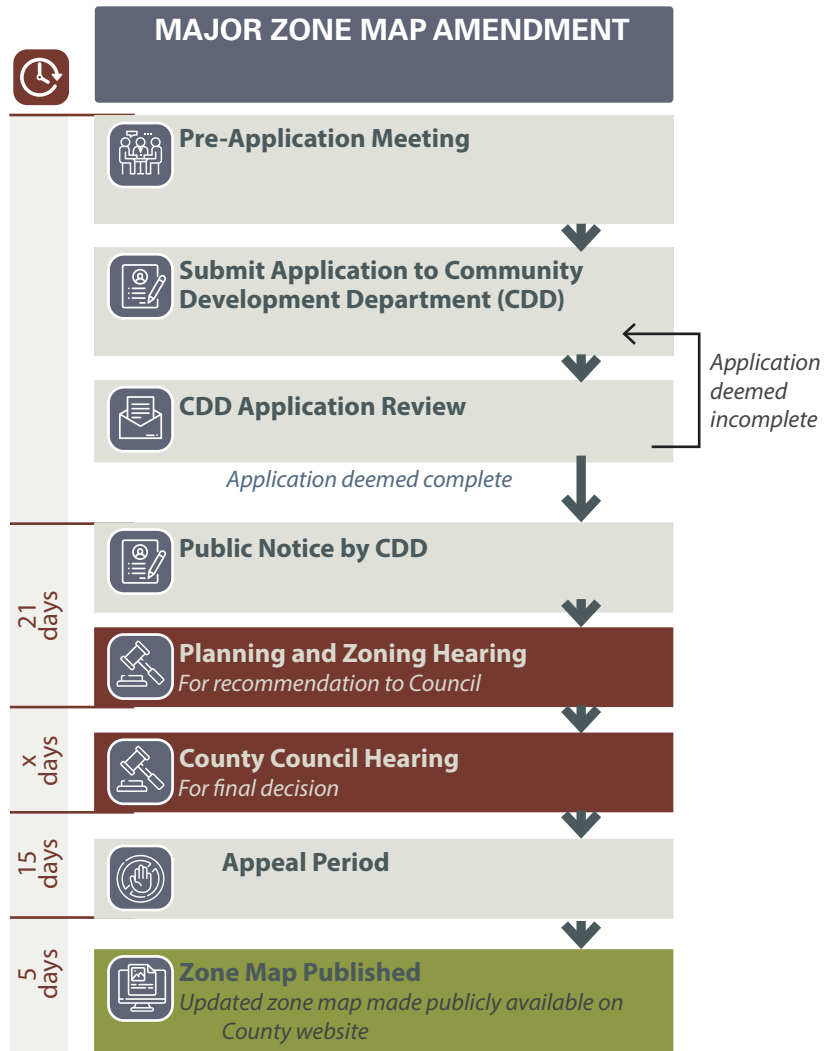 MAJOR ZONE MAP AMENDMENT
Pre-Application Meeting
Submit Application to Community
Development Department (CDD)
Application
deemed
incomplete
CDD Application Review
Application deemed complete
21
days
Public Notice by CDD
Planning and Zoning Hearing
For recommendation to Council
x
days
County Council Hearing
For final decision
15
days
Appeal Period
5
days
Zone Map Published
Updated zone map made publicly available on
County website